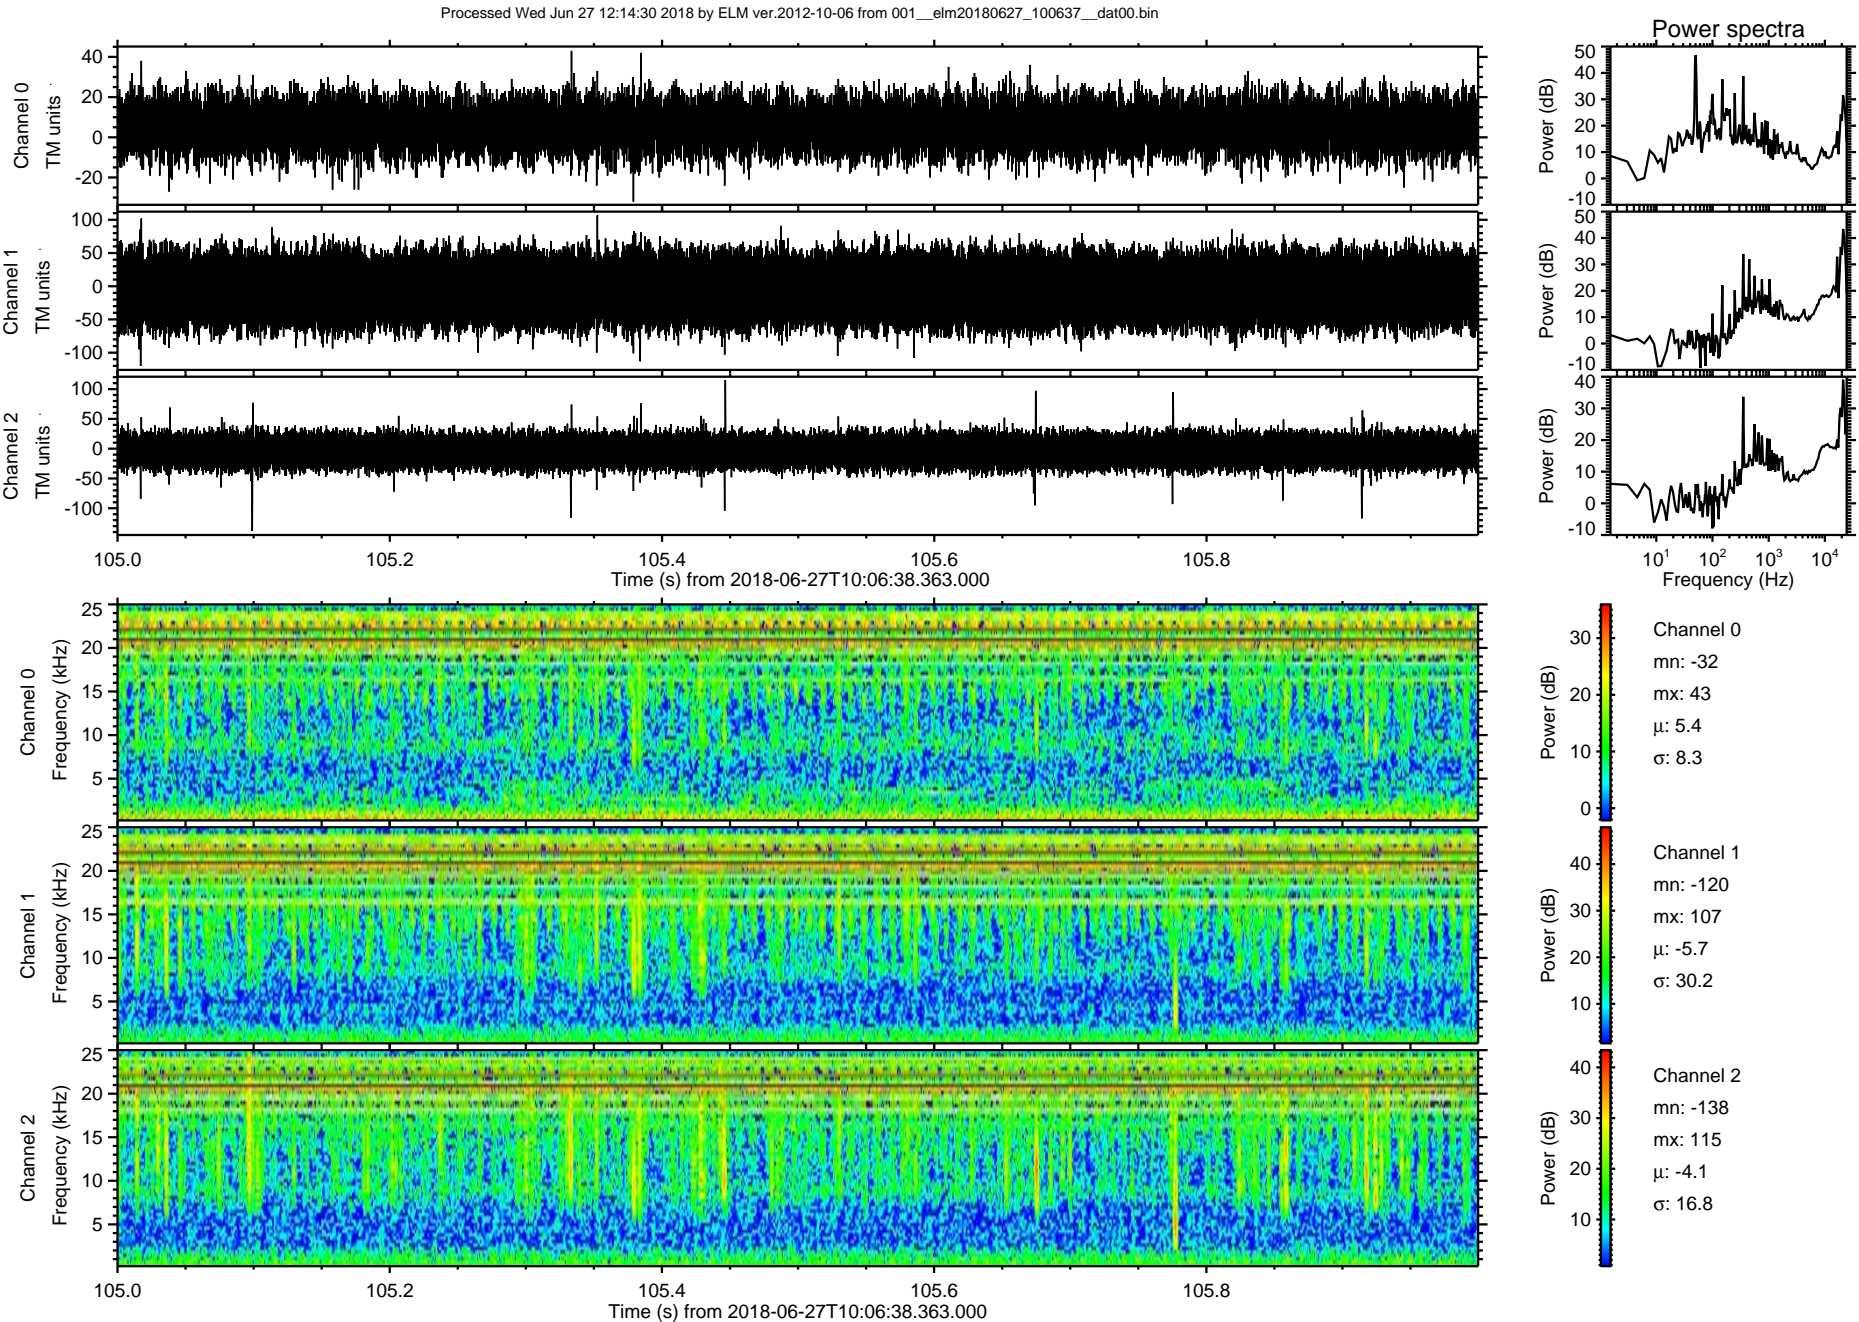 Processed Wed Jun 27 12:14:30 2018 by ELM ver.2012-10-06 from 001__elm20180627_100637__dat00.bin
Power spectra
Channel 0
TM units
40
20
0
-20
Power (dB)
50
40
30
20
10
0
-10
Channel 1
TM units
100
50
0
-50
-100
Power (dB)
50
40
30
20
10
0
-10
Channel 2
TM units
100
50
0
-50
-100
Power (dB)
40
30
20
10
0
-10
105.0 105.2 105.4 105.6 105.8
Time (s) from 2018-06-27T10:06:38.363.000
10¹ 10² 10³ 10⁴
Frequency (Hz)
Channel 0
Frequency (kHz)
25
20
15
10
5
Power (dB)
30
20
10
0
Channel 0
mn: -32
mx: 43
μ: 5.4
σ: 8.3
Channel 1
Frequency (kHz)
25
20
15
10
5
Power (dB)
40
30
20
10
Channel 1
mn: -120
mx: 107
μ: -5.7
σ: 30.2
Channel 2
Frequency (kHz)
25
20
15
10
5
Power (dB)
40
30
20
10
Channel 2
mn: -138
mx: 115
μ: -4.1
σ: 16.8
105.0 105.2 105.4 105.6 105.8
Time (s) from 2018-06-27T10:06:38.363.000